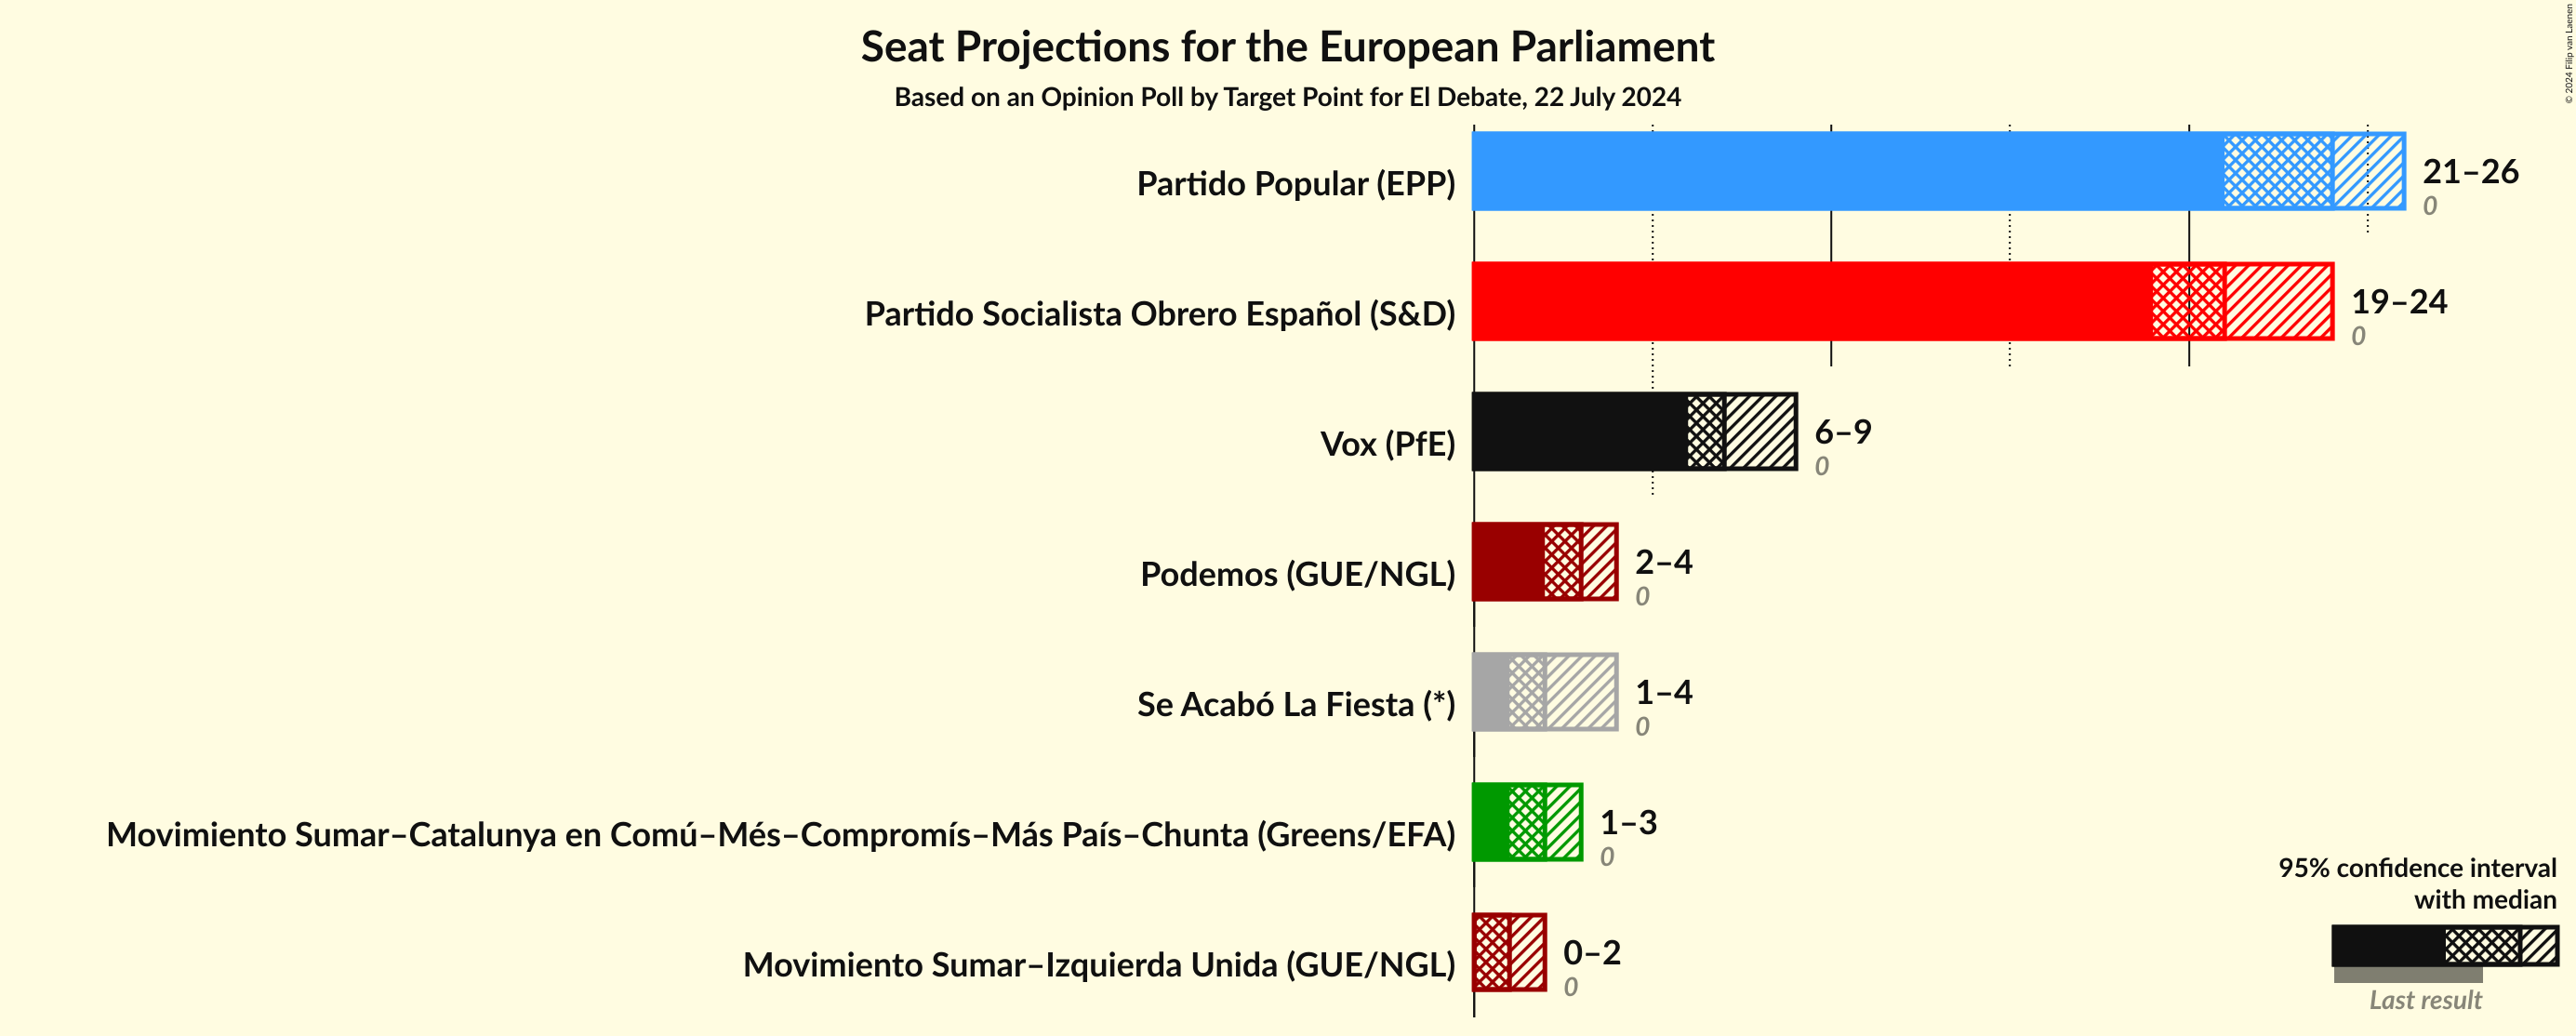 Seat Projections for the European Parliament
Based on an Opinion Poll by Target Point for El Debate, 22 July 2024
© 2024 Filip van Laenen
Partido Popular (EPP)
21–26
0
Partido Socialista Obrero Español (S&D)
19–24
0
Vox (PfE)
6–9
0
Podemos (GUE/NGL)
2–4
0
Se Acabó La Fiesta (*)
1–4
0
Movimiento Sumar–Catalunya en Comú–Més–Compromís–Más País–Chunta (Greens/EFA)
1–3
0
Movimiento Sumar–Izquierda Unida (GUE/NGL)
0–2
0
95% confidence interval
with median
Last result